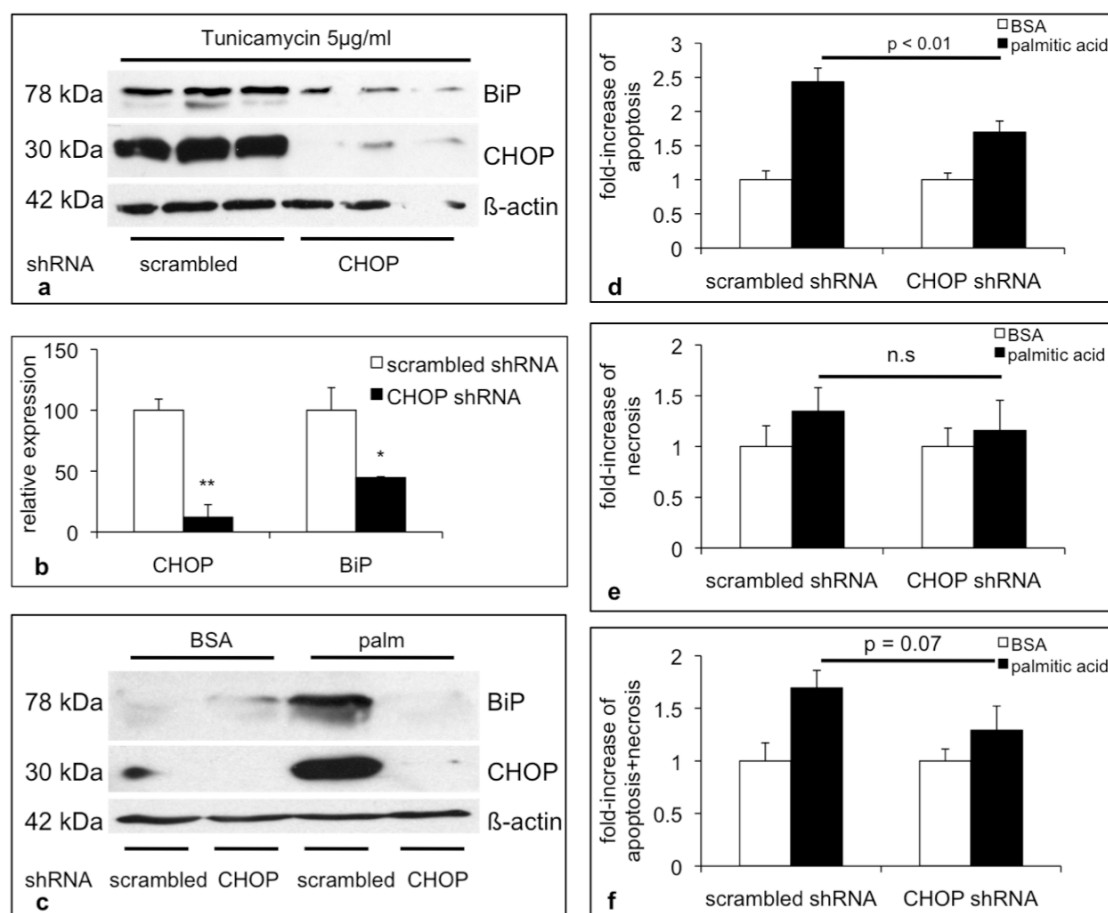 Tunicamycin 5µg/ml
78 kDa BiP
30 kDa CHOP
42 kDa ß-actin
shRNA scrambled CHOP
a
150
100
50
0
relative expression
scrambled shRNA
CHOP shRNA
**
*
CHOP BiP
b
BSA palm
78 kDa BiP
30 kDa CHOP
42 kDa ß-actin
shRNA scrambled CHOP scrambled CHOP
c
BSA
palmitic acid
p < 0.01
fold-increase of
apoptosis
3
2.5
2
1.5
1
0.5
0
scrambled shRNA CHOP shRNA
d
BSA
palmitic acid
n.s
fold-increase of
necrosis
2
1.5
1
0.5
0
scrambled shRNA CHOP shRNA
e
BSA
palmitic acid
p = 0.07
fold-increase of
apoptosis+necrosis
2
1.5
1
0.5
0
scrambled shRNA CHOP shRNA
f